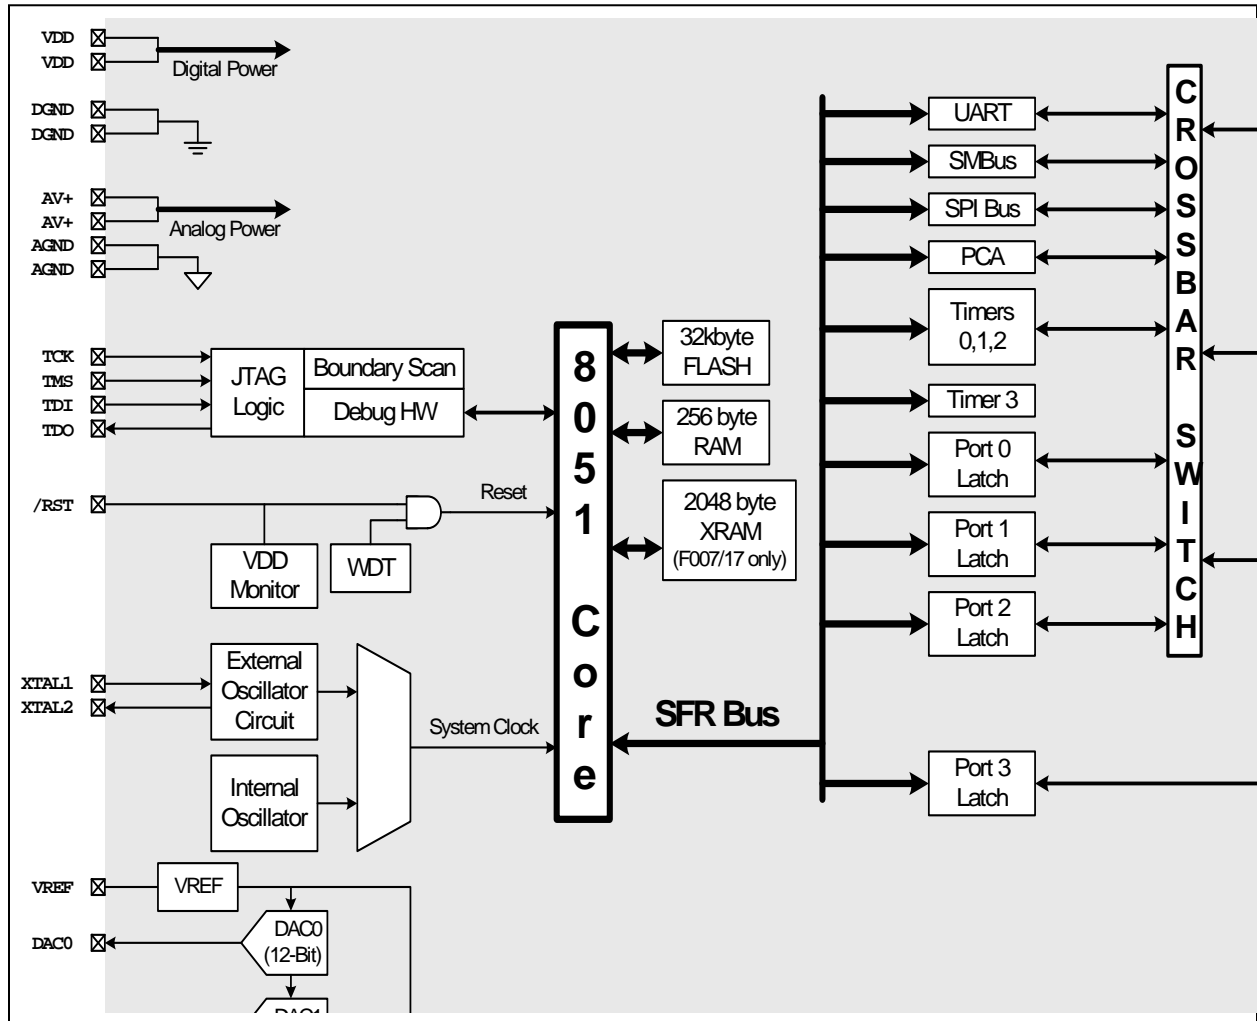 VDD
VDD
Digital Power
DGND
DGND
AV+
AV+
Analog Power
AGND
AGND
TCK
TMS
TDI
TDO
JTAG
Logic
Boundary Scan
Debug HW
/RST
Reset
VDD
Monitor
WDT
XTAL1
XTAL2
External
Oscillator
Circuit
System Clock
Internal
Oscillator
VREF
VREF
DAC0
DAC0
(12-Bit)
8051 Core
32kbyte
FLASH
256 byte
RAM
2048 byte
XRAM
(F007/17 only)
SFR Bus
UART
SMBus
SPI Bus
PCA
Timers
0,1,2
Timer 3
Port 0
Latch
Port 1
Latch
Port 2
Latch
Port 3
Latch
CROSSBAR SWITCH